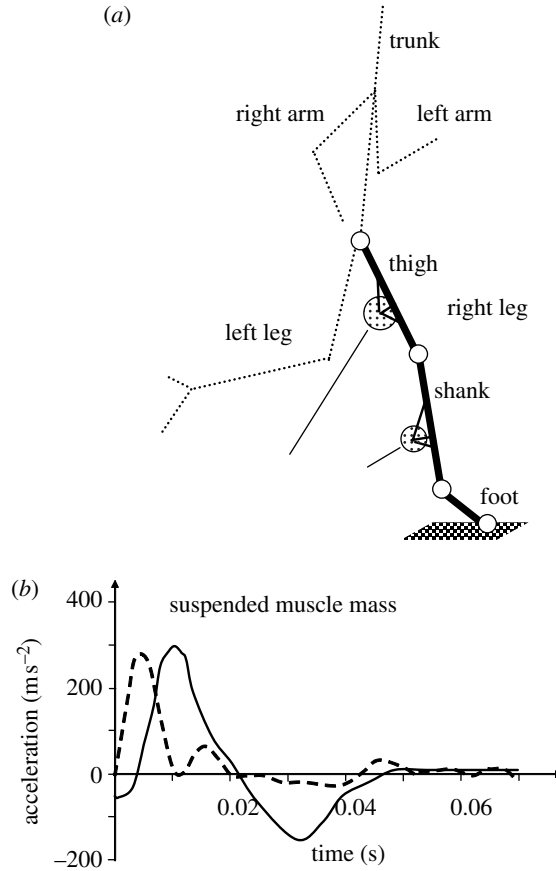 (a)
trunk
right arm
left arm
thigh
right leg
left leg
shank
foot
(b)
suspended muscle mass
acceleration (m s⁻²)
400
200
0
−200
0.02
0.04
0.06
time (s)